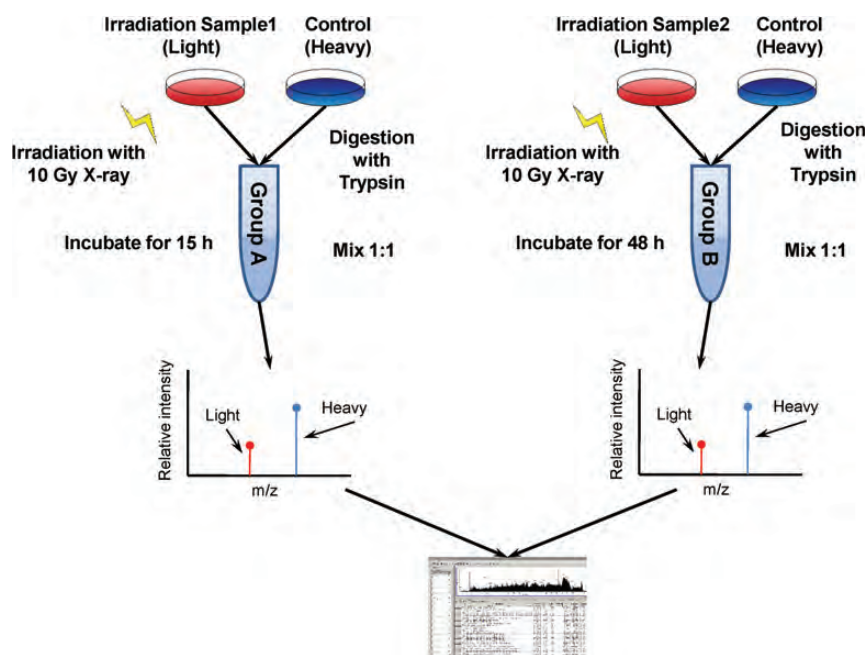 Irradiation Sample1
(Light)
Control
(Heavy)
Irradiation with
10 Gy X-ray
Digestion
with
Trypsin
Group A
Incubate for 15 h
Mix 1:1
Relative intensity
Light
Heavy
m/z
Irradiation Sample2
(Light)
Control
(Heavy)
Irradiation with
10 Gy X-ray
Digestion
with
Trypsin
Group B
Incubate for 48 h
Mix 1:1
Relative intensity
Light
Heavy
m/z